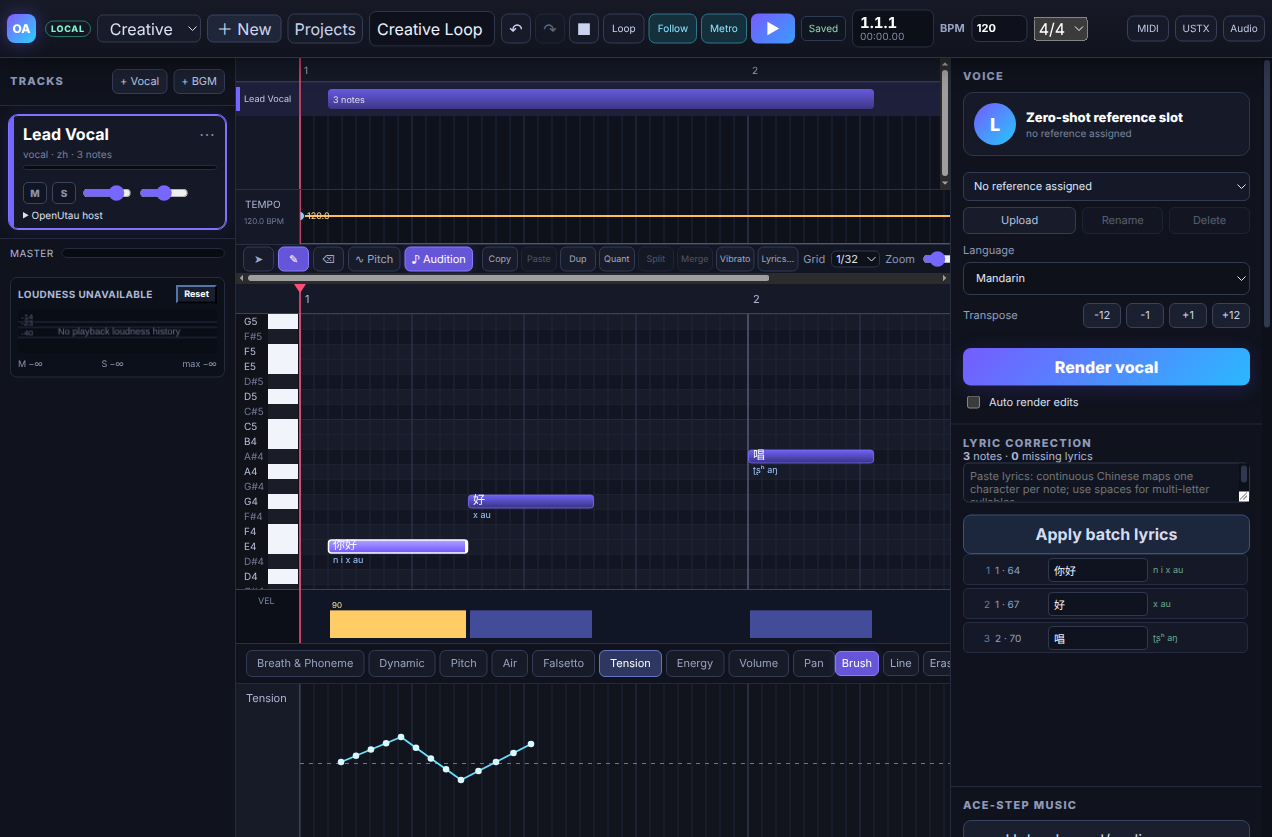 OA LOCAL Creative + New Projects Creative Loop Loop Follow Metro Saved 1.1.1 00:00.00 BPM 120 4/4 MIDI USTX Audio
TRACKS + Vocal + BGM
Lead Vocal ...
vocal · zh · 3 notes
M S
OpenUtau host
MASTER
LOUDNESS UNAVAILABLE Reset
-14
-23
-40
No playback loudness history
M −∞ S −∞ max −∞
1 2
Lead Vocal 3 notes
TEMPO
120.0 BPM
120.0
Pitch Audition Copy Paste Dup Quant Split Merge Vibrato Lyrics... Grid 1/32 Zoom
1 2
G5
F#5
F5
E5
D#5
D5
C#5
C5
B4
A#4 唱
A4 ʈʂʰ aŋ
G#4
G4 好
F#4 x au
F4
E4 你好
D#4 n i x au
D4
VEL 90
Breath & Phoneme Dynamic Pitch Air Falsetto Tension Energy Volume Pan Brush Line Eras
Tension
VOICE
L
Zero-shot reference slot
no reference assigned
No reference assigned
Upload Rename Delete
Language
Mandarin
Transpose -12 -1 +1 +12
Render vocal
Auto render edits
LYRIC CORRECTION
3 notes · 0 missing lyrics
Paste lyrics: continuous Chinese maps one
character per note; use spaces for multi-letter
Apply batch lyrics
1 1 · 64 你好 n i x au
2 1 · 67 好 x au
3 2 · 70 唱 ʈʂʰ aŋ
ACE-STEP MUSIC